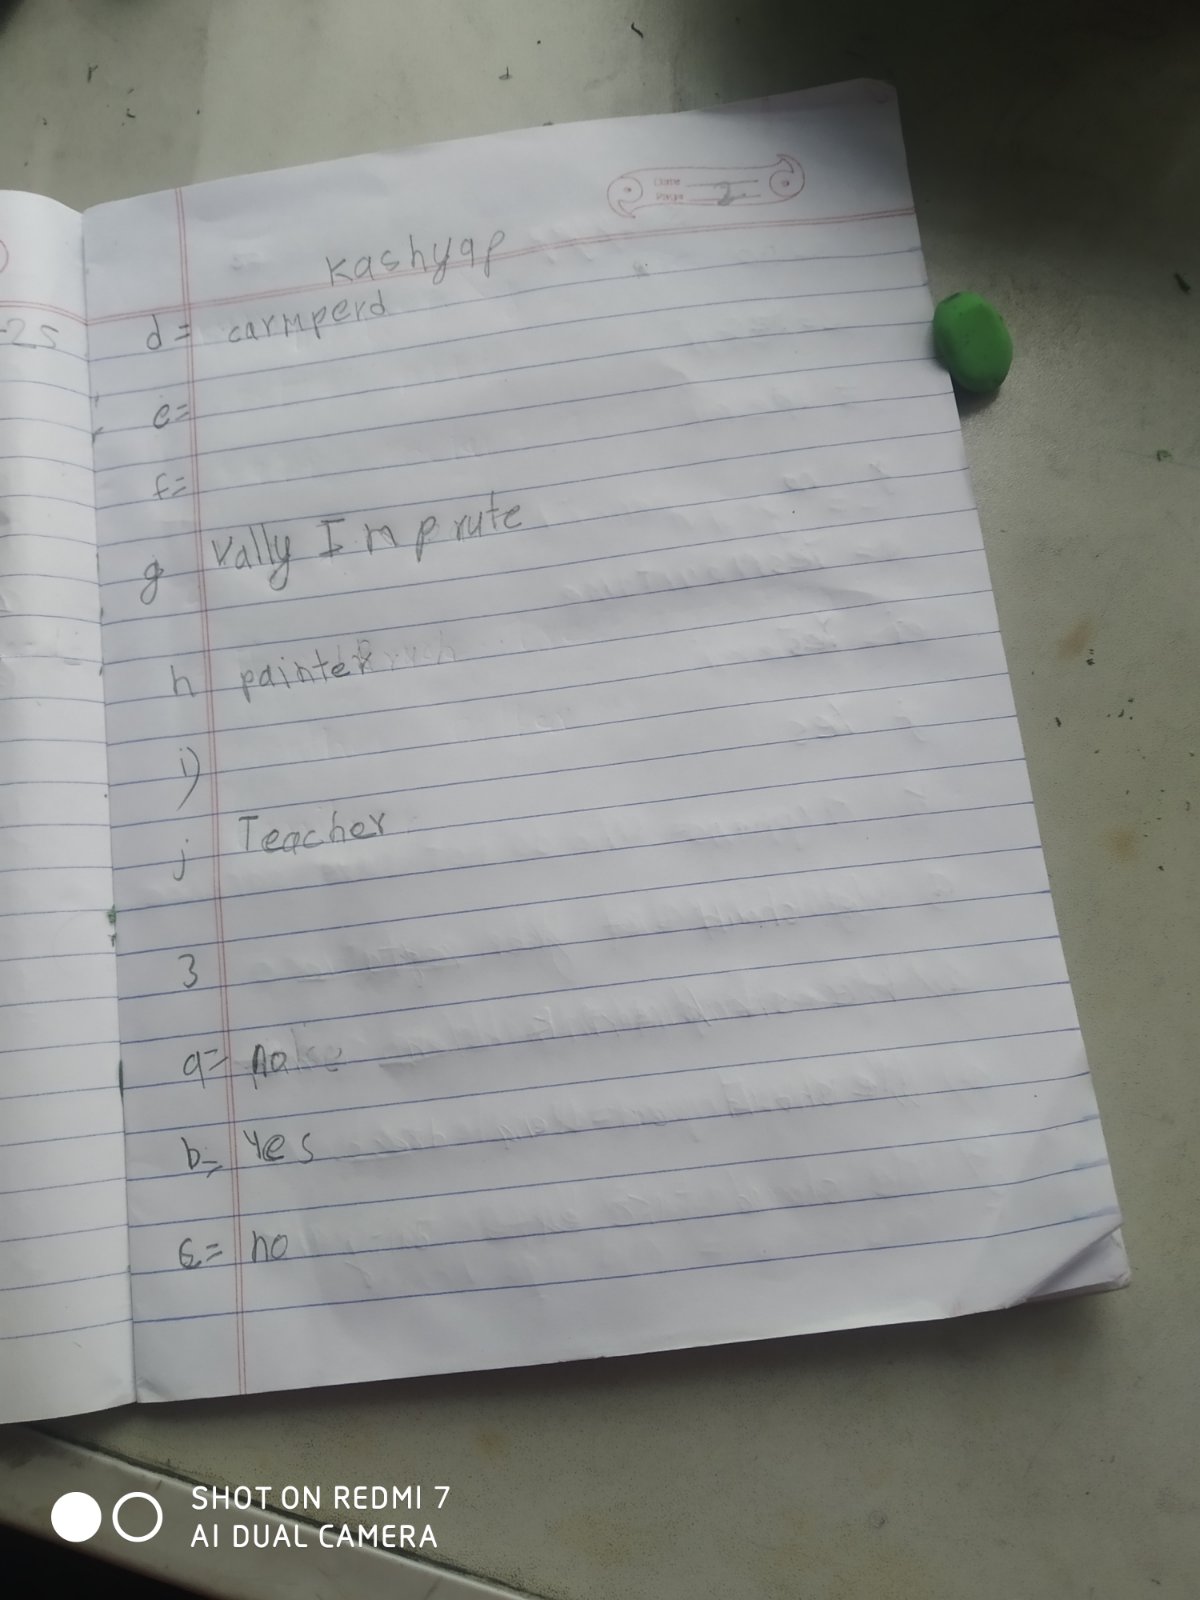 Date
Page 2.
Kashyap
-25
d = carmperd
e=
f=
g vally Imprute
h painter
i)
j Teacher
3
a=
b= Yes
c= no
SHOT ON REDMI 7
AI DUAL CAMERA